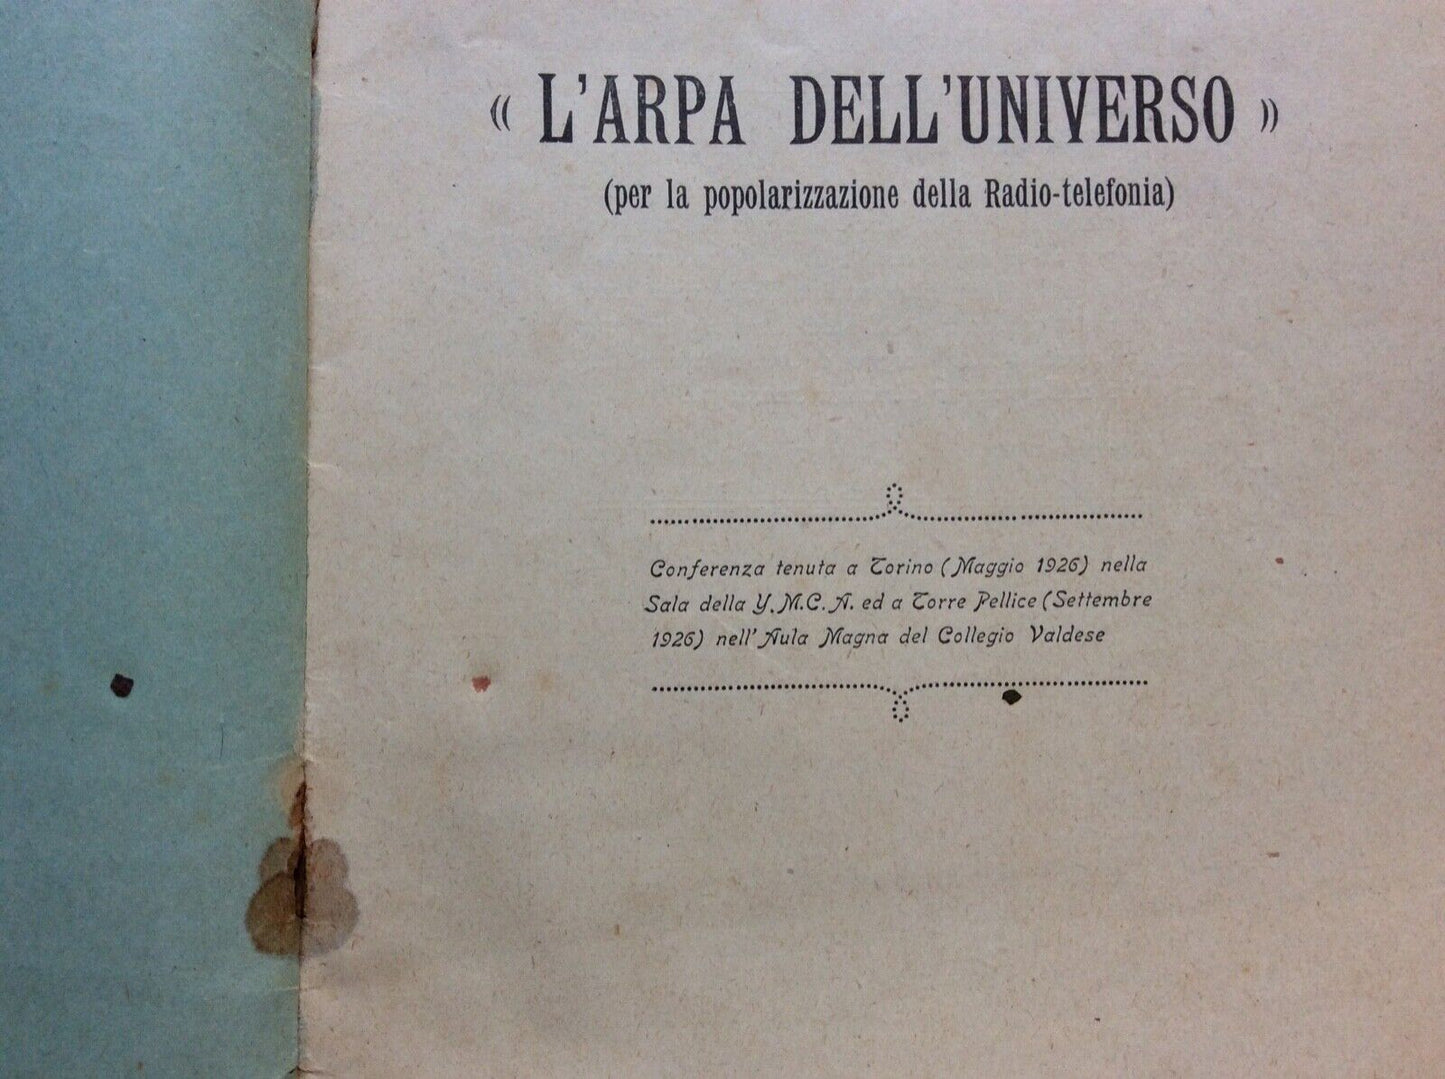 « L'ARPA DELL'UNIVERSO »
(per la popolarizzazione della Radio-telefonia)
Conferenza tenuta a Torino (Maggio 1926) nella
Sala della Y.M.C.A. ed a Torre Pellice (Settembre
1926) nell'Aula Magna del Collegio Valdese